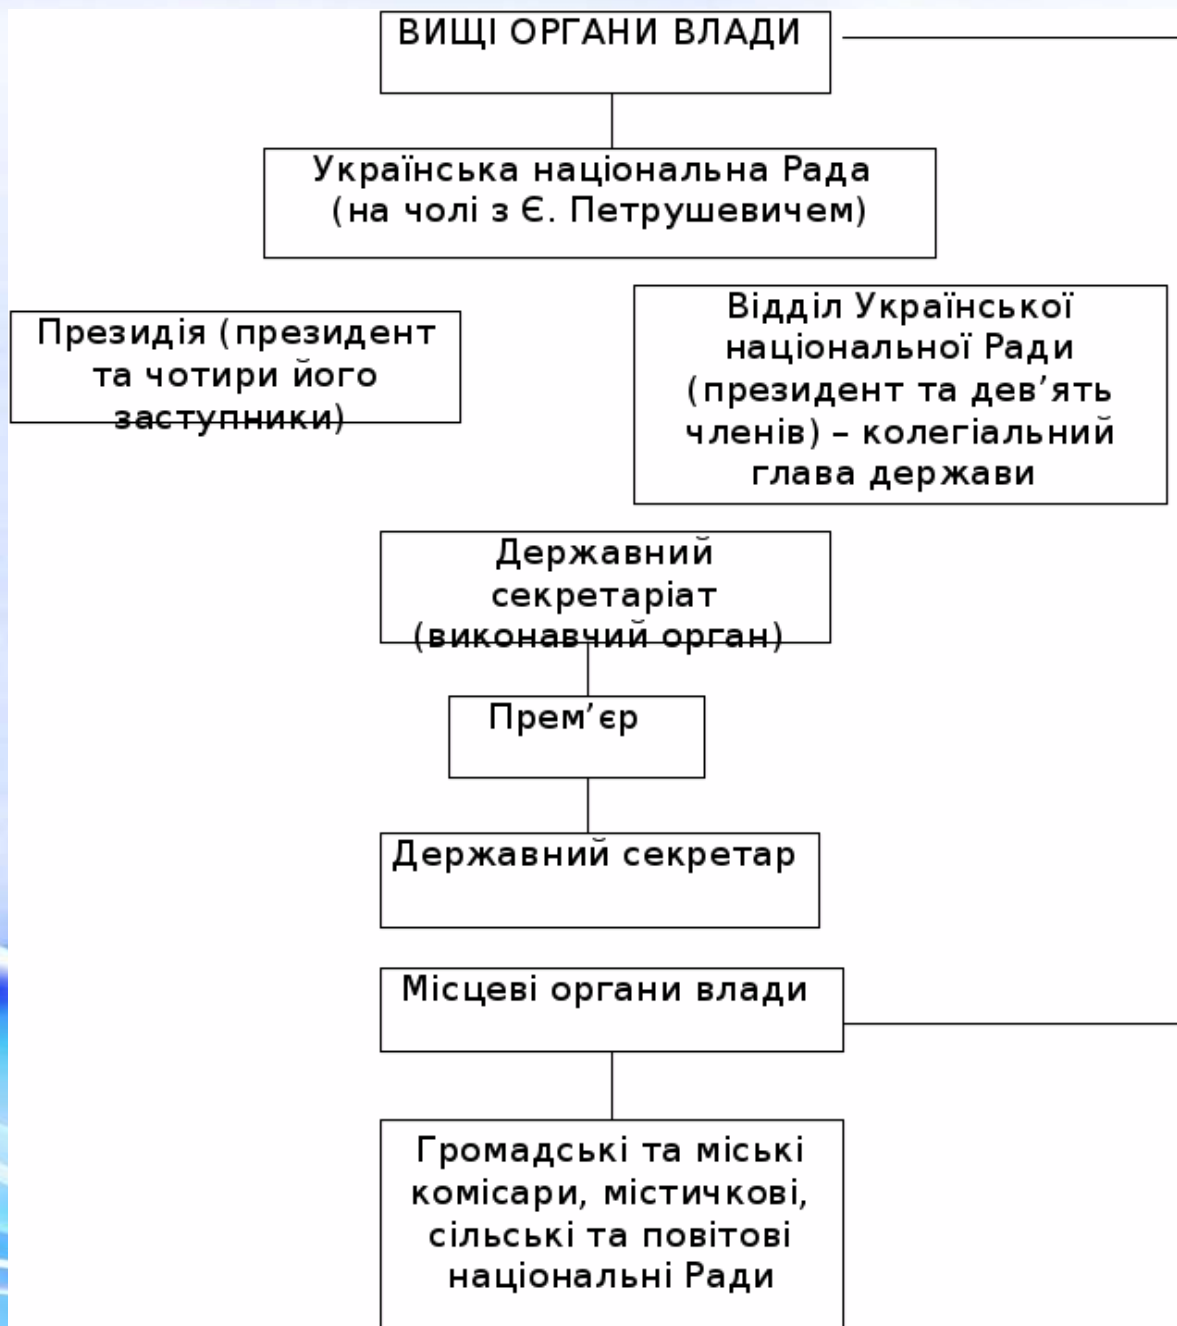 ВИЩІ ОРГАНИ ВЛАДИ
Українська національна Рада
(на чолі з Є. Петрушевичем)
Президія (президент
та чотири його
заступники)
Відділ Української
національної Ради
(президент та дев’ять
членів) – колегіальний
глава держави
Державний
секретаріат
(виконавчий орган)
Прем’єр
Державний секретар
Місцеві органи влади
Громадські та міські
комісари, містичкові,
сільські та повітові
національні Ради